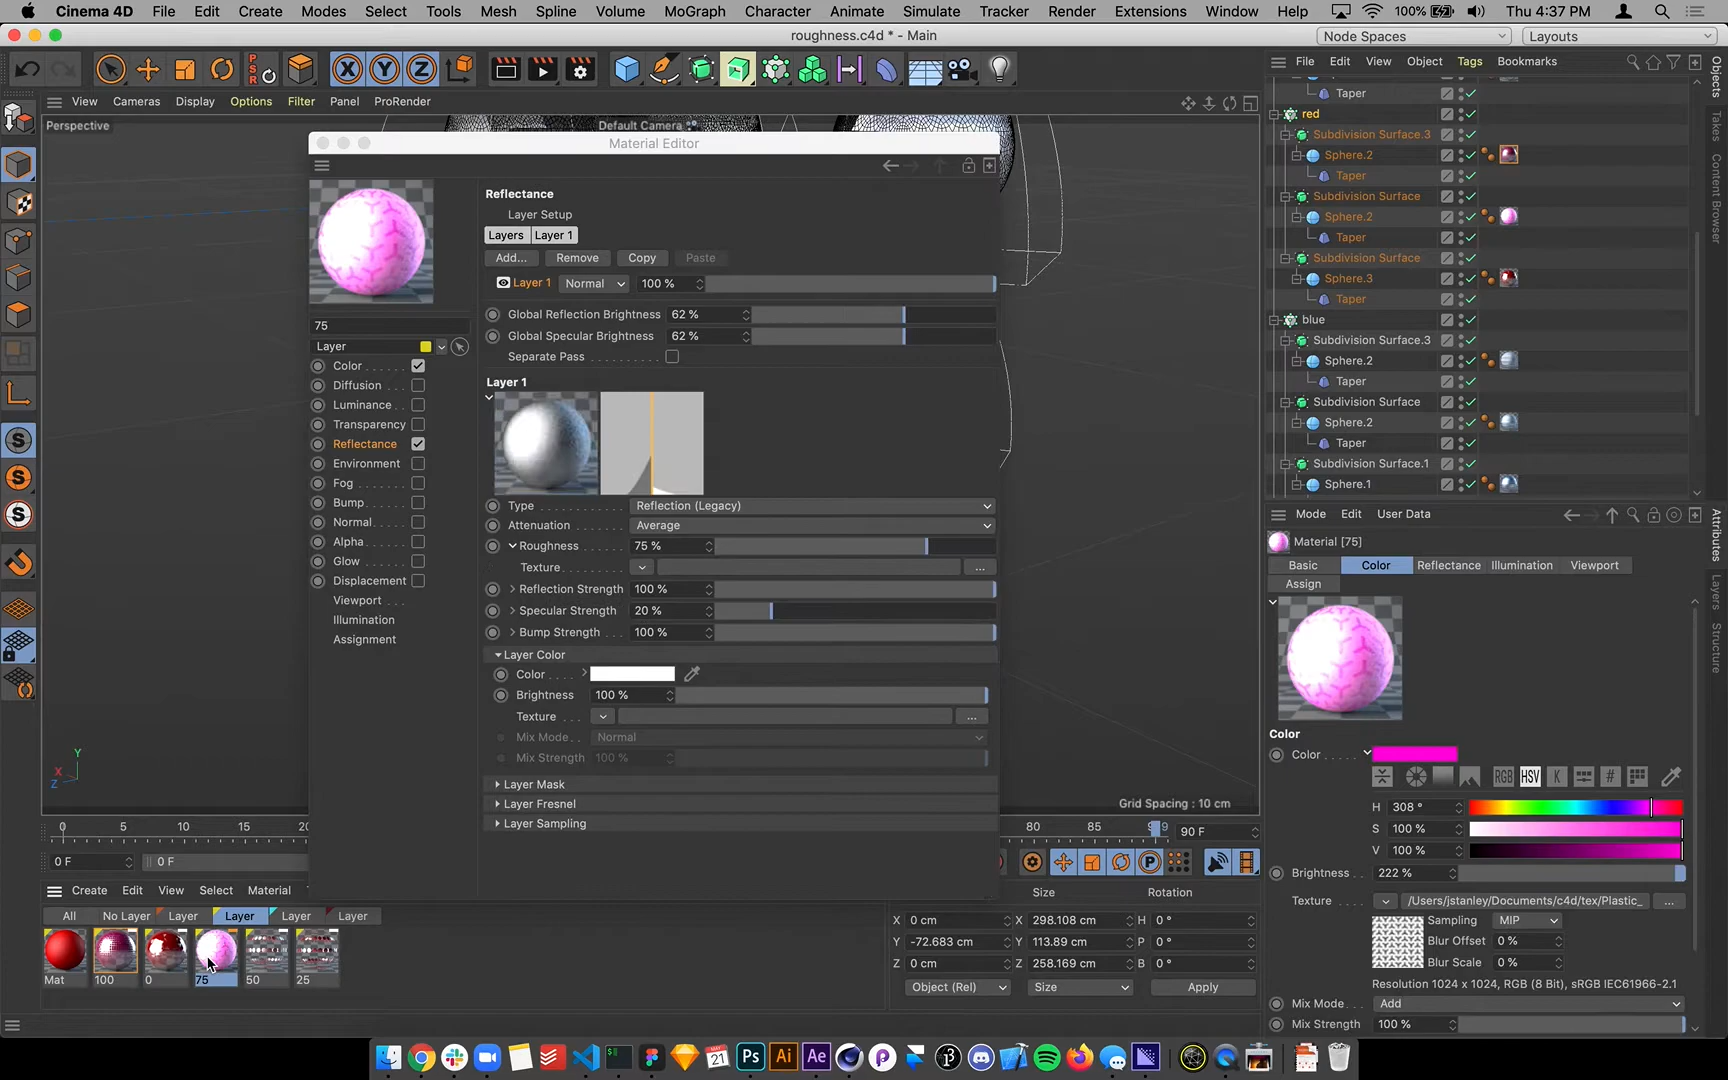 Cinema 4D File Edit Create Modes Select Tools Mesh Spline Volume MoGraph Character Animate Simulate Tracker Render Extensions Window Help 100% Thu 4:37 PM
roughness.c4d * - Main
Node Spaces Layouts
X Y Z
File Edit View Object Tags Bookmarks
View Cameras Display Options Filter Panel ProRender
Perspective
Default Camera
Material Editor
Reflectance
Layer Setup
Layers Layer 1
Add... Remove Copy Paste
Layer 1 Normal 100 %
Global Reflection Brightness 62 %
Global Specular Brightness 62 %
Separate Pass
Layer 1
Type Reflection (Legacy)
Attenuation Average
Roughness 75 %
Texture ...
Reflection Strength 100 %
Specular Strength 20 %
Bump Strength 100 %
Layer Color
Color
Brightness 100 %
Texture ...
Mix Mode Normal
Mix Strength 100 %
Layer Mask
Layer Fresnel
Layer Sampling
75
Layer
Color
Diffusion
Luminance
Transparency
Reflectance
Environment
Fog
Bump
Normal
Alpha
Glow
Displacement
Viewport
Illumination
Assignment
Grid Spacing : 10 cm
Y
X
Z
Taper
red
Subdivision Surface.3
Sphere.2
Taper
Subdivision Surface
Sphere.2
Taper
Subdivision Surface
Sphere.3
Taper
blue
Subdivision Surface.3
Sphere.2
Taper
Subdivision Surface
Sphere.2
Taper
Subdivision Surface.1
Sphere.1
Objects
Takes
Content Browser
Attributes
Layers
Structure
Mode Edit User Data
Material [75]
Basic Color Reflectance Illumination Viewport
Assign
Color
Color
RGB HSV K #
H 308 °
S 100 %
V 100 %
Brightness 222 %
Texture /Users/jstanley/Documents/c4d/tex/Plastic_ ...
Sampling MIP
Blur Offset 0 %
Blur Scale 0 %
Resolution 1024 x 1024, RGB (8 Bit), sRGB IEC61966-2.1
Mix Mode Add
Mix Strength 100 %
0 5 10 15 80 85 90 F
0 F 0 F
Create Edit View Select Material
All No Layer Layer Layer Layer Layer
Mat 100 0 75 50 25
Size Rotation
X 0 cm X 298.108 cm H 0 °
Y -72.683 cm Y 113.89 cm P 0 °
Z 0 cm Z 258.169 cm B 0 °
Object (Rel) Size Apply
MAY 21 Ps Ai Ae